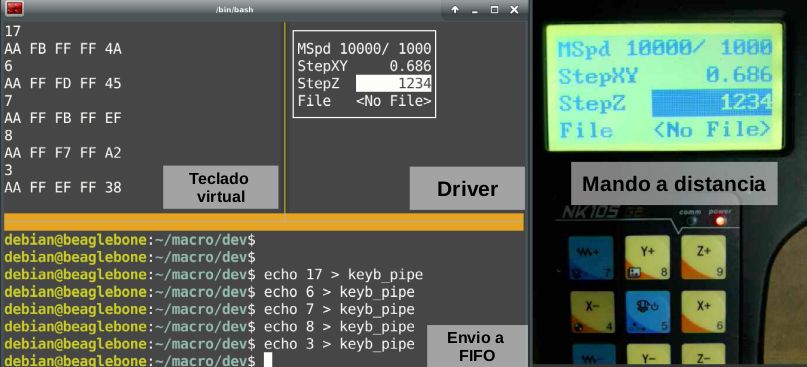 /bin/bash
17
AA FB FF FF 4A
6
AA FF FD FF 45
7
AA FF FB FF EF
8
AA FF F7 FF A2
3
AA FF EF FF 38
Teclado
virtual
MSpd 10000/ 1000
StepXY 0.686
StepZ 1234
File <No File>
Driver
debian@beaglebone:~/macro/dev$
debian@beaglebone:~/macro/dev$
debian@beaglebone:~/macro/dev$ echo 17 > keyb_pipe
debian@beaglebone:~/macro/dev$ echo 6 > keyb_pipe
debian@beaglebone:~/macro/dev$ echo 7 > keyb_pipe
debian@beaglebone:~/macro/dev$ echo 8 > keyb_pipe
debian@beaglebone:~/macro/dev$ echo 3 > keyb_pipe
debian@beaglebone:~/macro/dev$
Envio a
FIFO
MSpd 10000/ 1000
StepXY 0.686
StepZ 1234
File <No File>
Mando a distancia
NK105 comm power
7 Y+ 8 Z+ 9
X- 4 5 X+ 6
Y- Z-